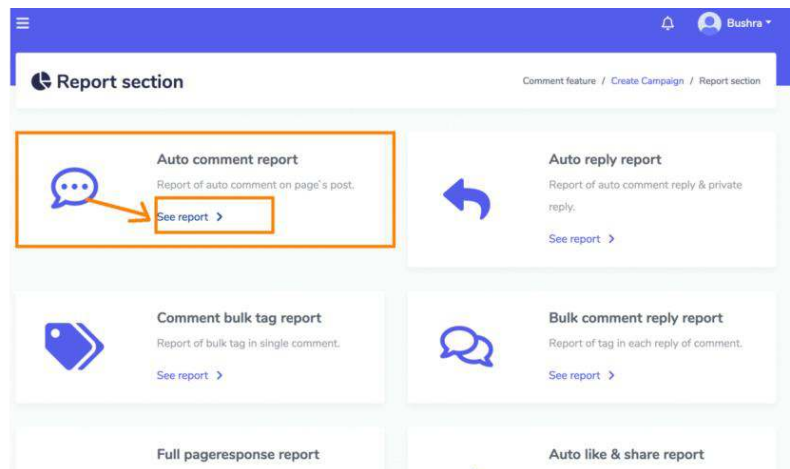 Bushra
Report section
Comment feature / Create Campaign / Report section
Auto comment report
Report of auto comment on page's post.
See report >
Auto reply report
Report of auto comment reply & private
reply.
See report >
Comment bulk tag report
Report of bulk tag in single comment.
See report >
Bulk comment reply report
Report of tag in each reply of comment.
See report >
Full pageresponse report
Auto like & share report